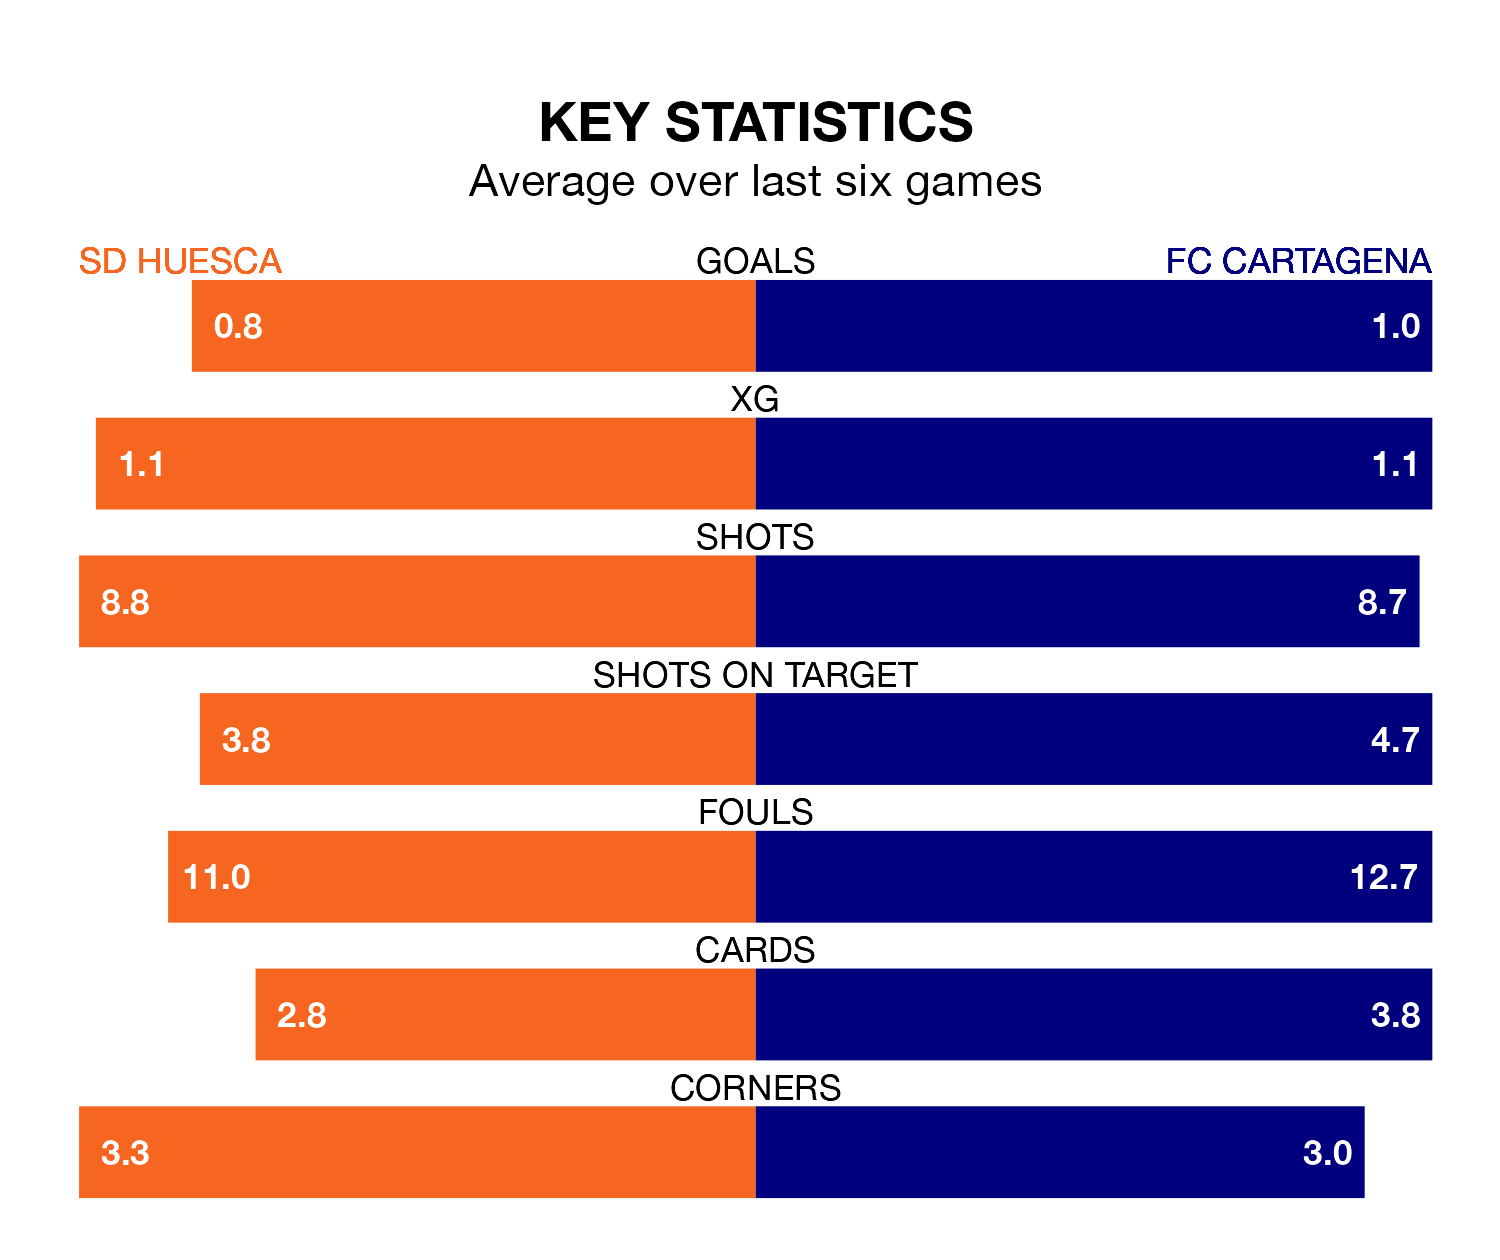 KEY STATISTICS
Average over last six games
SD HUESCA GOALS FC CARTAGENA
0.8 1.0
XG
1.1 1.1
SHOTS
8.8 8.7
SHOTS ON TARGET
3.8 4.7
FOULS
11.0 12.7
CARDS
2.8 3.8
CORNERS
3.3 3.0